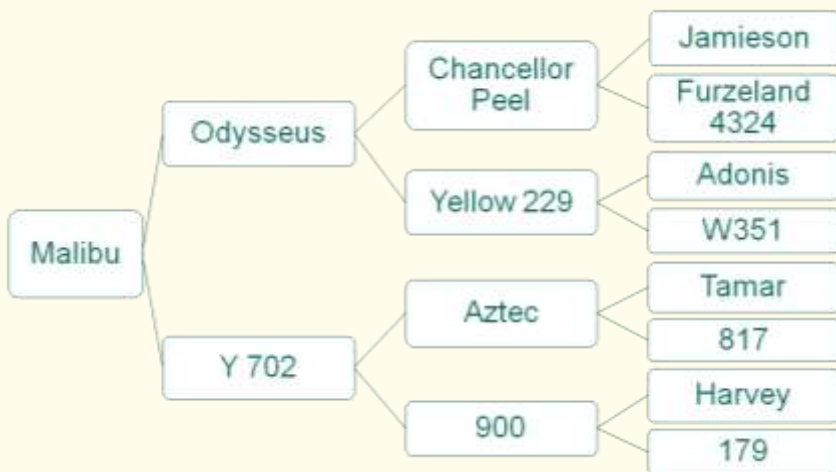 Jamieson
Chancellor
Peel
Furzeland
4324
Odysseus
Adonis
Yellow 229
W351
Malibu
Tamar
Aztec
817
Y 702
Harvey
900
179